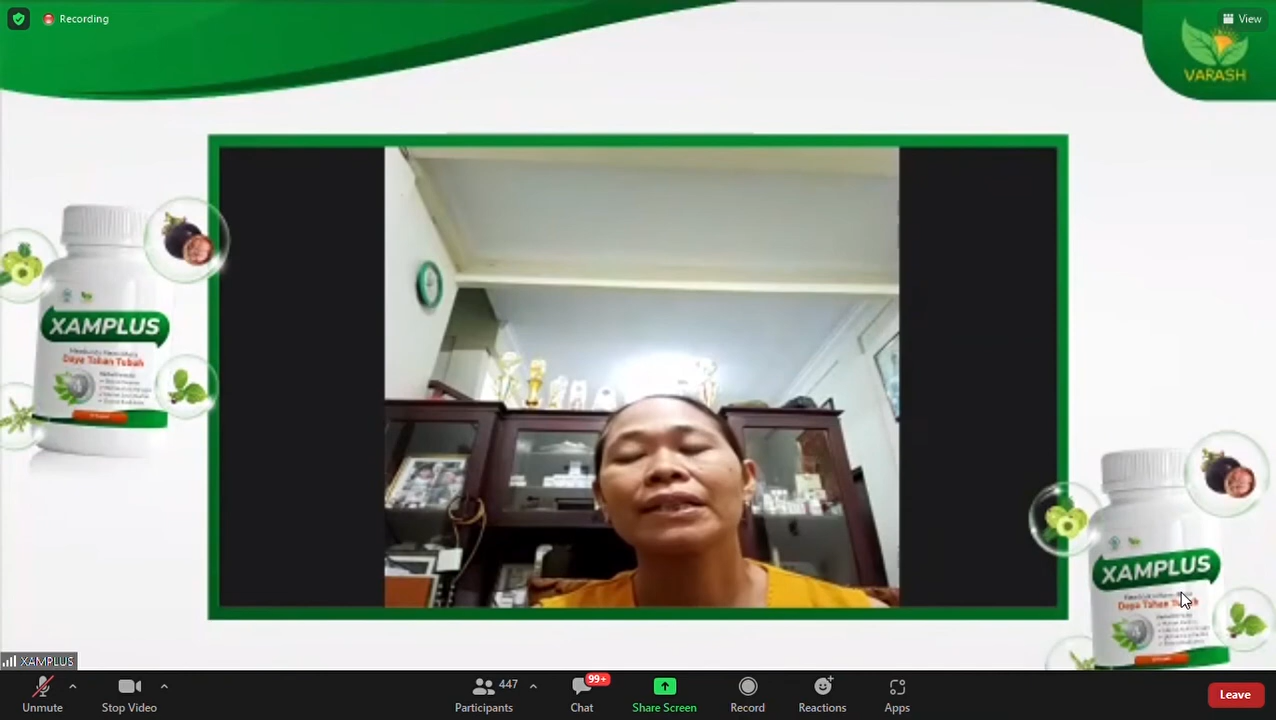 Recording
View
VARASH
XAMPLUS
Daya Tahan Tubuh
XAMPLUS
Daya Tahan
XAMPLUS
Unmute
Stop Video
447
Participants
99+
Chat
Share Screen
Record
Reactions
Apps
Leave